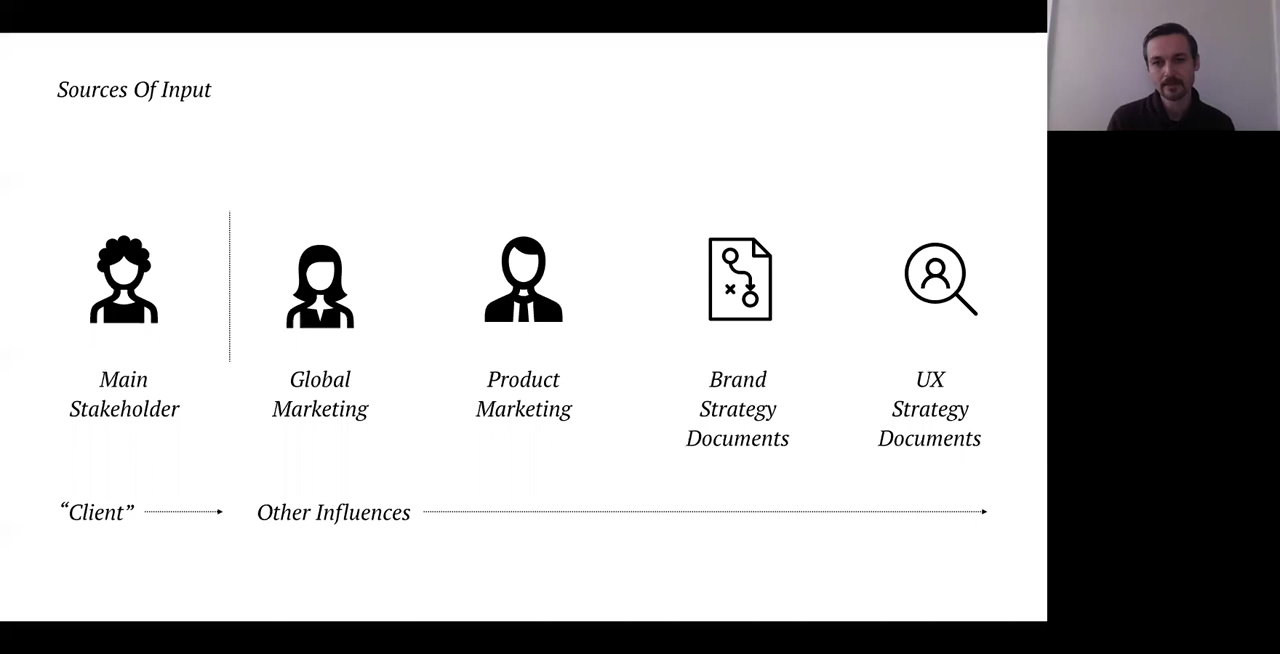 Sources Of Input
Main
Stakeholder
Global
Marketing
Product
Marketing
Brand
Strategy
Documents
UX
Strategy
Documents
“Client”
Other Influences